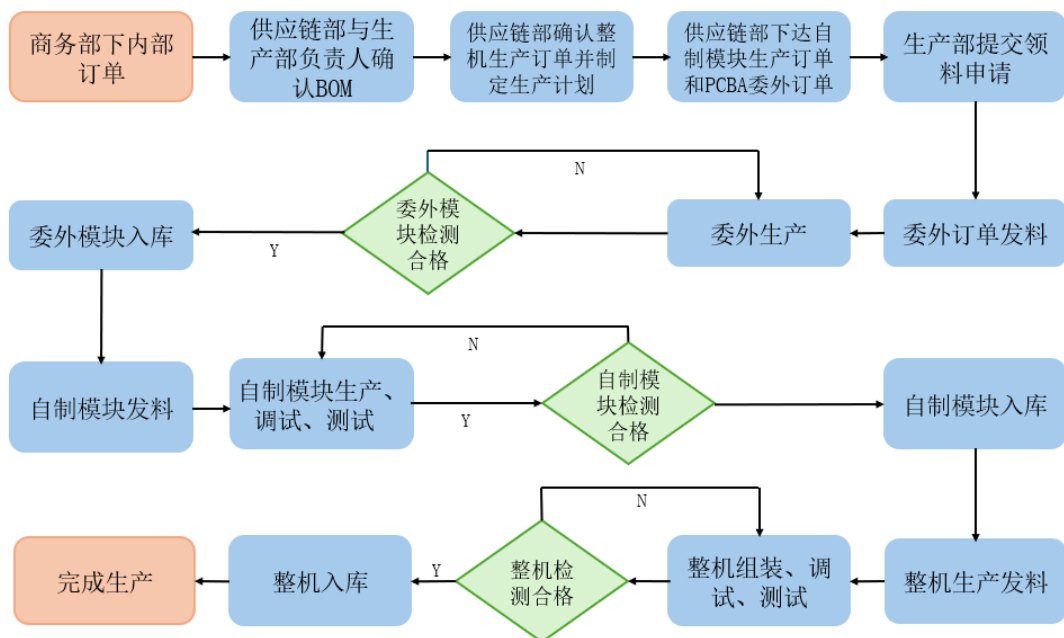 商务部下内部
订单
供应链部与生
产部负责人确
认BOM
供应链部确认整
机生产订单并制
定生产计划
供应链部下达自
制模块生产订单
和PCBA委外订单
生产部提交领
料申请
N
委外模块入库
Y
委外模
块检测
合格
委外生产
委外订单发料
N
自制模块发料
自制模块生产、
调试、测试
Y
自制模
块检测
合格
自制模块入库
N
完成生产
整机入库
Y
整机检
测合格
整机组装、调
试、测试
整机生产发料